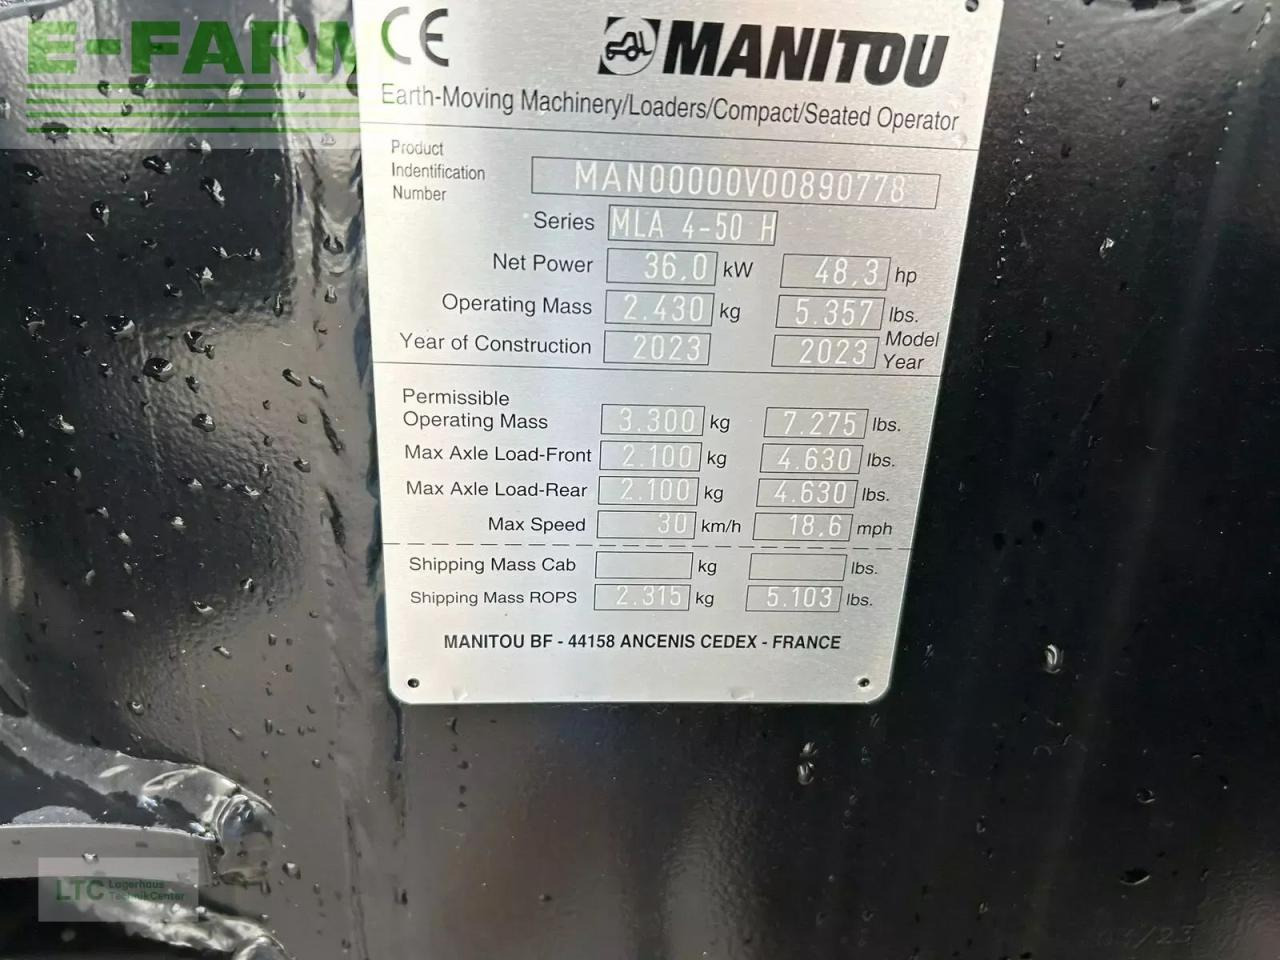 E-FARM
CE MANITOU
Earth-Moving Machinery/Loaders/Compact/Seated Operator
Product
Indentification
Number MAN00000V00890778
Series MLA 4-50 H
Net Power 36.0 kW 48,3 hp
Operating Mass 2.430 kg 5.357 lbs.
Year of Construction 2023 2023 Model
Year
Permissible
Operating Mass 3.300 kg 7.275 lbs.
Max Axle Load-Front 2.100 kg 4.630 lbs.
Max Axle Load-Rear 2.100 kg 4.630 lbs.
Max Speed 30 km/h 18.6 mph
Shipping Mass Cab kg lbs.
Shipping Mass ROPS 2.315 kg 5.103 lbs.
MANITOU BF - 44158 ANCENIS CEDEX - FRANCE
LTC Lagerhaus
TechnikCenter